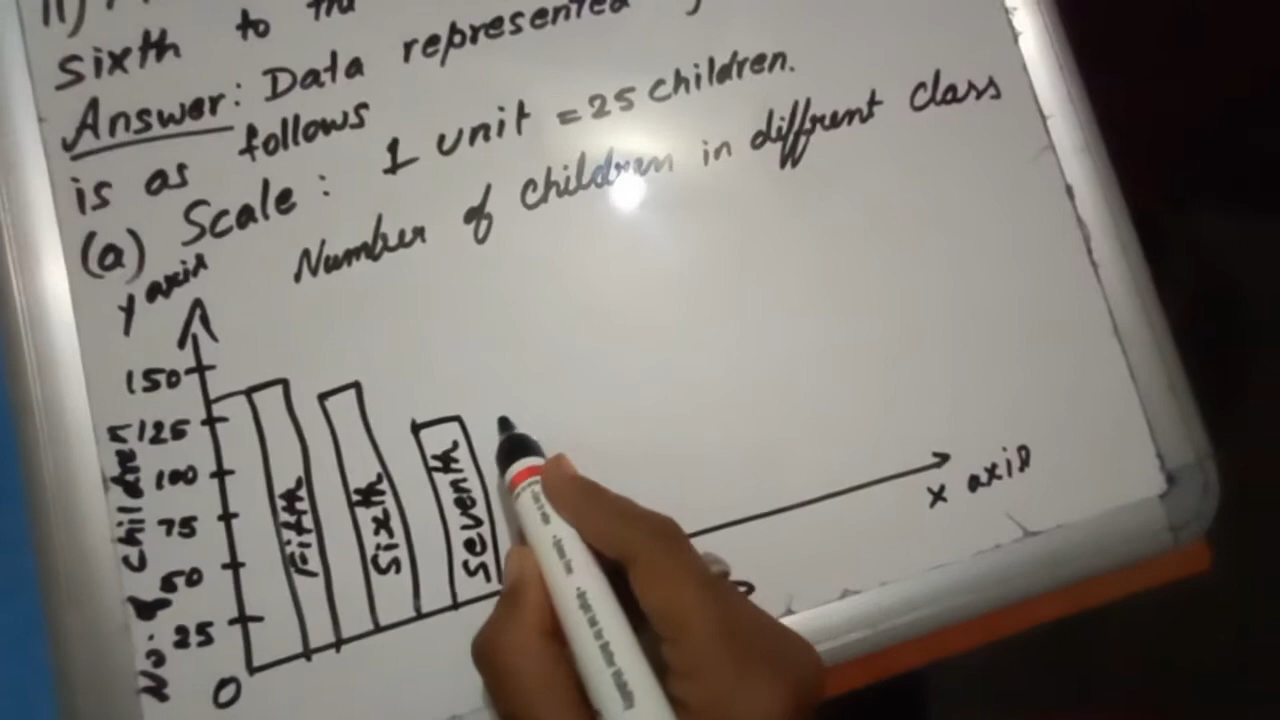 11)
sixth to the
Answer: Data represented
is as follows
(a) Scale: 1 unit = 25 children.
Number of children in diffrent class
y axis
150
125
100
75
50
25
0
No. of children
Fifth
Sixth
Seventh
x axis